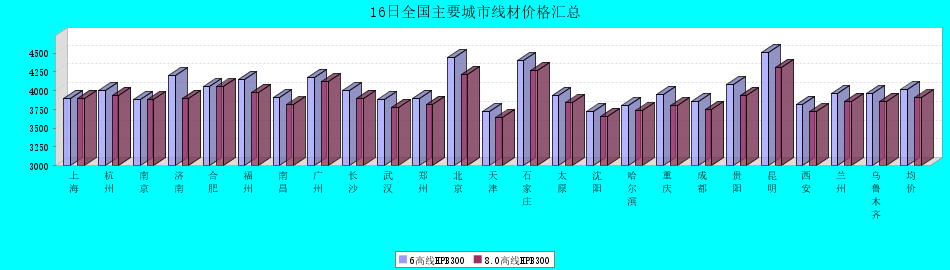 16日全国主要城市线材价格汇总
4500
4250
4000
3750
3500
3250
3000
上海 杭州 南京 济南 合肥 福州 南昌 广州 长沙 武汉 郑州 北京 天津 石家庄 太原 沈阳 哈尔滨 重庆 成都 贵阳 昆明 西安 兰州 乌鲁木齐 均价
6高线HPB300 8.0高线HPB300